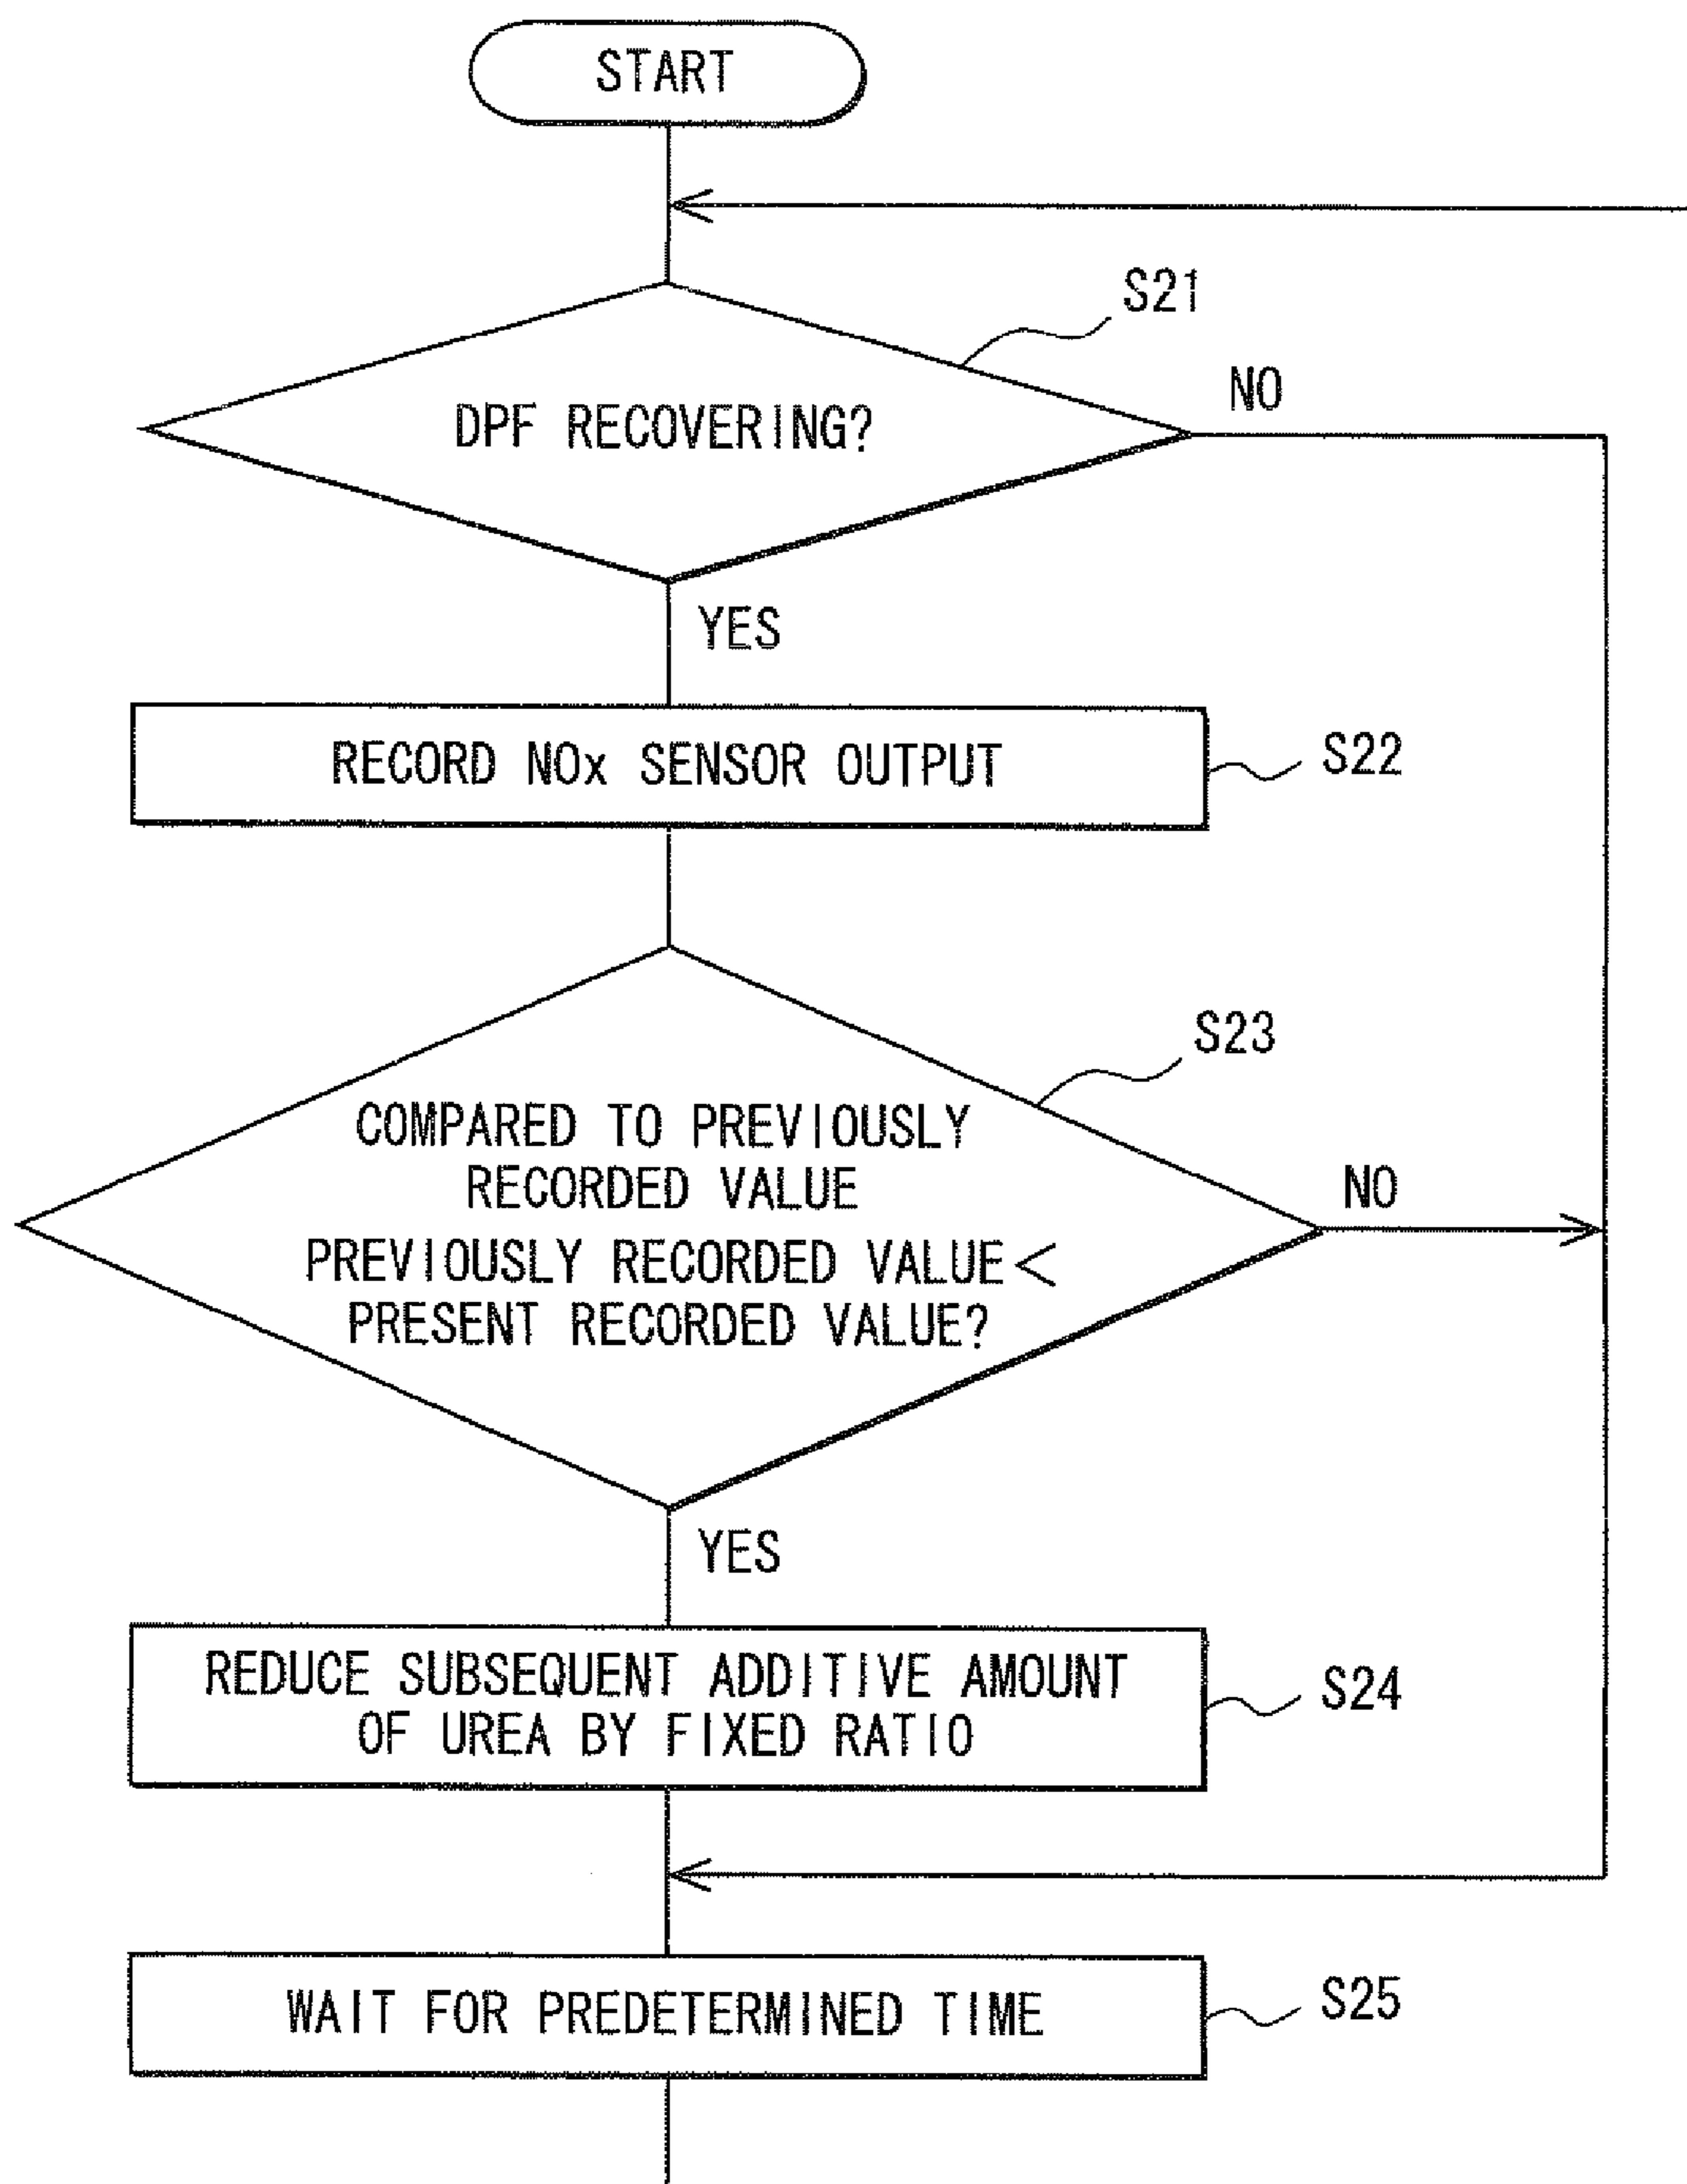 START
S21
DPF RECOVERING?
NO
YES
RECORD NOx SENSOR OUTPUT
S22
S23
COMPARED TO PREVIOUSLY
RECORDED VALUE
PREVIOUSLY RECORDED VALUE<
PRESENT RECORDED VALUE?
NO
YES
REDUCE SUBSEQUENT ADDITIVE AMOUNT
OF UREA BY FIXED RATIO
S24
WAIT FOR PREDETERMINED TIME
S25